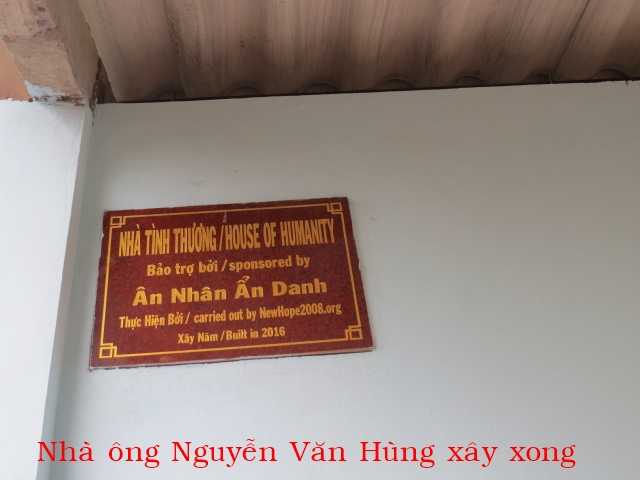 NHÀ TÌNH THƯƠNG / HOUSE OF HUMANITY
Bảo trợ bởi / sponsored by
Ân Nhân Ẩn Danh
Thực Hiện Bởi / carried out by NewHope2008.org
Xây Năm / Built in 2016
Nhà ông Nguyễn Văn Hùng xây xong